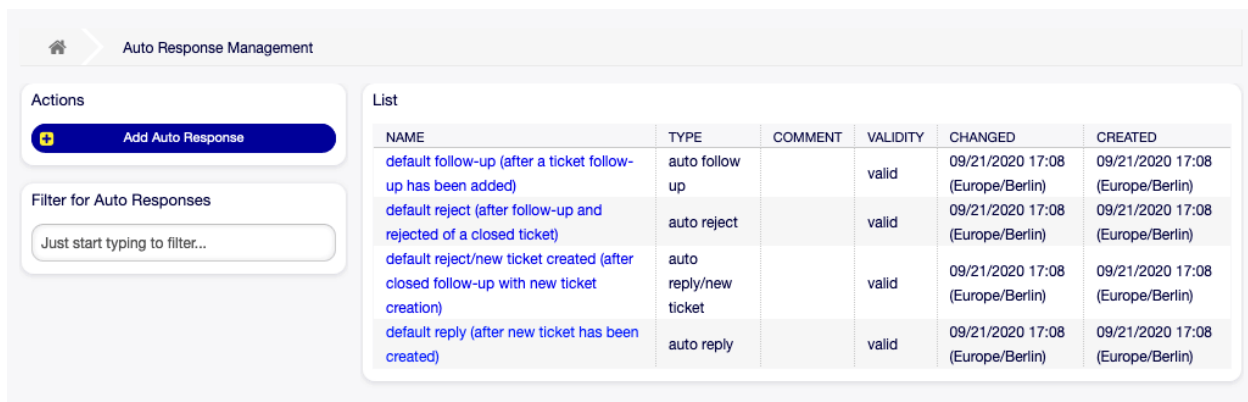 Auto Response Management
Actions
Add Auto Response
Filter for Auto Responses
Just start typing to filter...
List
NAME TYPE COMMENT VALIDITY CHANGED CREATED
default follow-up (after a ticket follow- auto follow 09/21/2020 17:08 09/21/2020 17:08
up has been added) up valid (Europe/Berlin) (Europe/Berlin)
default reject (after follow-up and 09/21/2020 17:08 09/21/2020 17:08
rejected of a closed ticket) auto reject valid (Europe/Berlin) (Europe/Berlin)
default reject/new ticket created (after auto
closed follow-up with new ticket reply/new valid 09/21/2020 17:08 09/21/2020 17:08
creation) ticket (Europe/Berlin) (Europe/Berlin)
default reply (after new ticket has been 09/21/2020 17:08 09/21/2020 17:08
created) auto reply valid (Europe/Berlin) (Europe/Berlin)